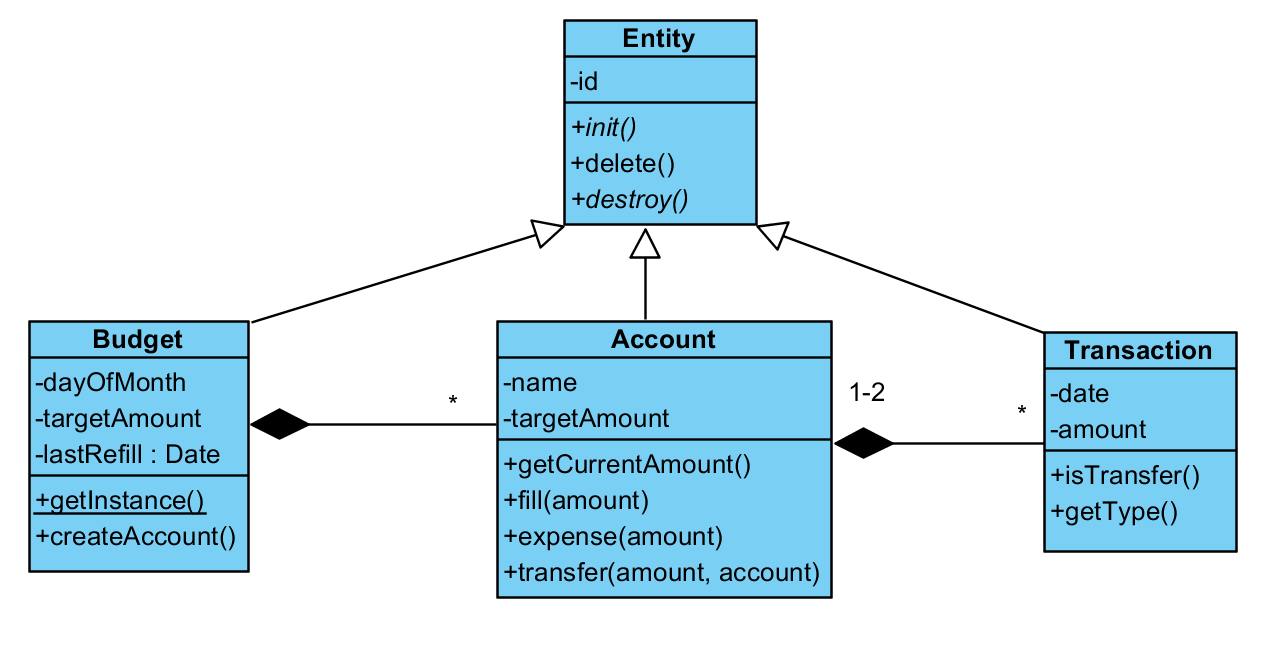 Entity
-id
+init()
+delete()
+destroy()
Budget
-dayOfMonth
-targetAmount
-lastRefill : Date
+getInstance()
+createAccount()
*
Account
-name
-targetAmount
+getCurrentAmount()
+fill(amount)
+expense(amount)
+transfer(amount, account)
1-2
*
Transaction
-date
-amount
+isTransfer()
+getType()